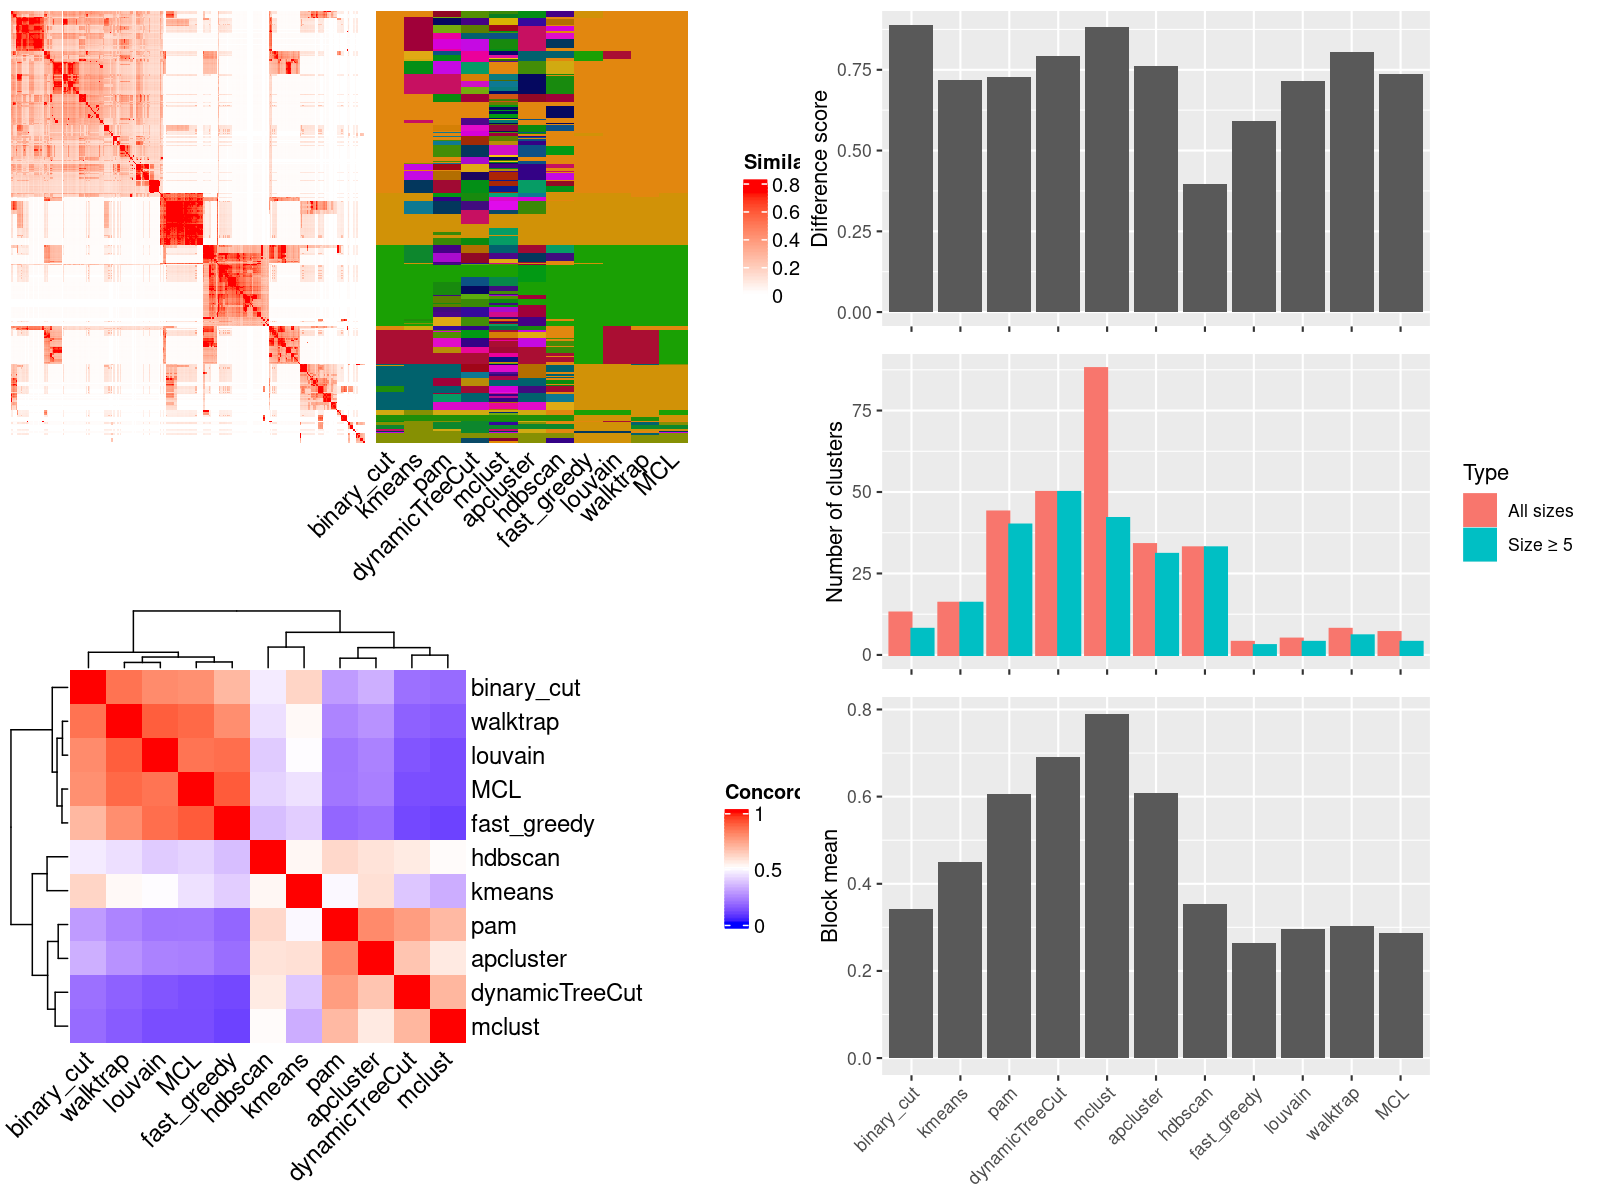 Simila
0.8
0.6
0.4
0.2
0
binary_cut
kmeans
pam
dynamicTreeCut
mclust
apcluster
hdbscan
fast_greedy
louvain
walktrap
MCL
Difference score
0.75
0.50
0.25
0.00
Number of clusters
75
50
25
0
Type
All sizes
Size ≥ 5
binary_cut
walktrap
louvain
MCL
fast_greedy
hdbscan
kmeans
pam
apcluster
dynamicTreeCut
mclust
binary_cut
walktrap
louvain
MCL
fast_greedy
hdbscan
kmeans
pam
apcluster
dynamicTreeCut
mclust
Concord
1
0.5
0
Block mean
0.8
0.6
0.4
0.2
0.0
binary_cut
kmeans
pam
dynamicTreeCut
mclust
apcluster
hdbscan
fast_greedy
louvain
walktrap
MCL